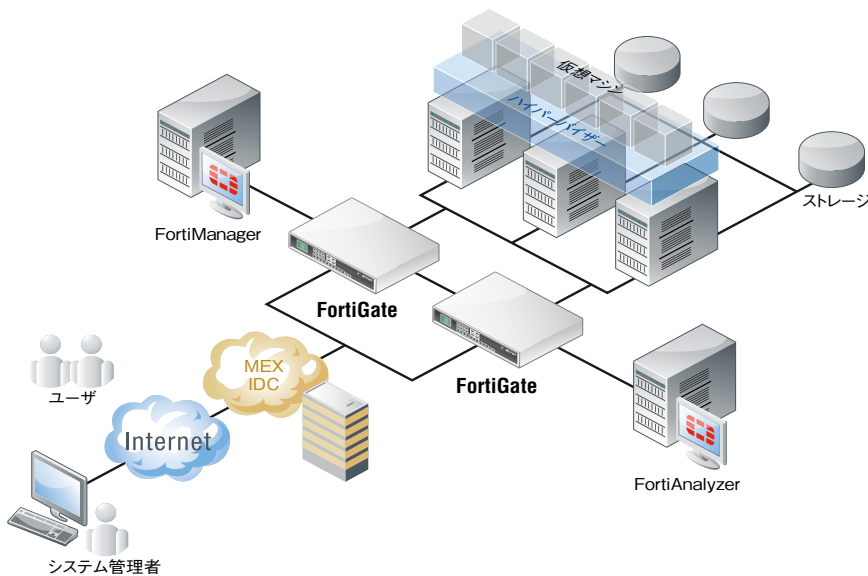 仮想マシン
ハイパーバイザー
ストレージ
FortiManager
FortiGate
FortiGate
MEX
IDC
ユーザ
Internet
FortiAnalyzer
システム管理者